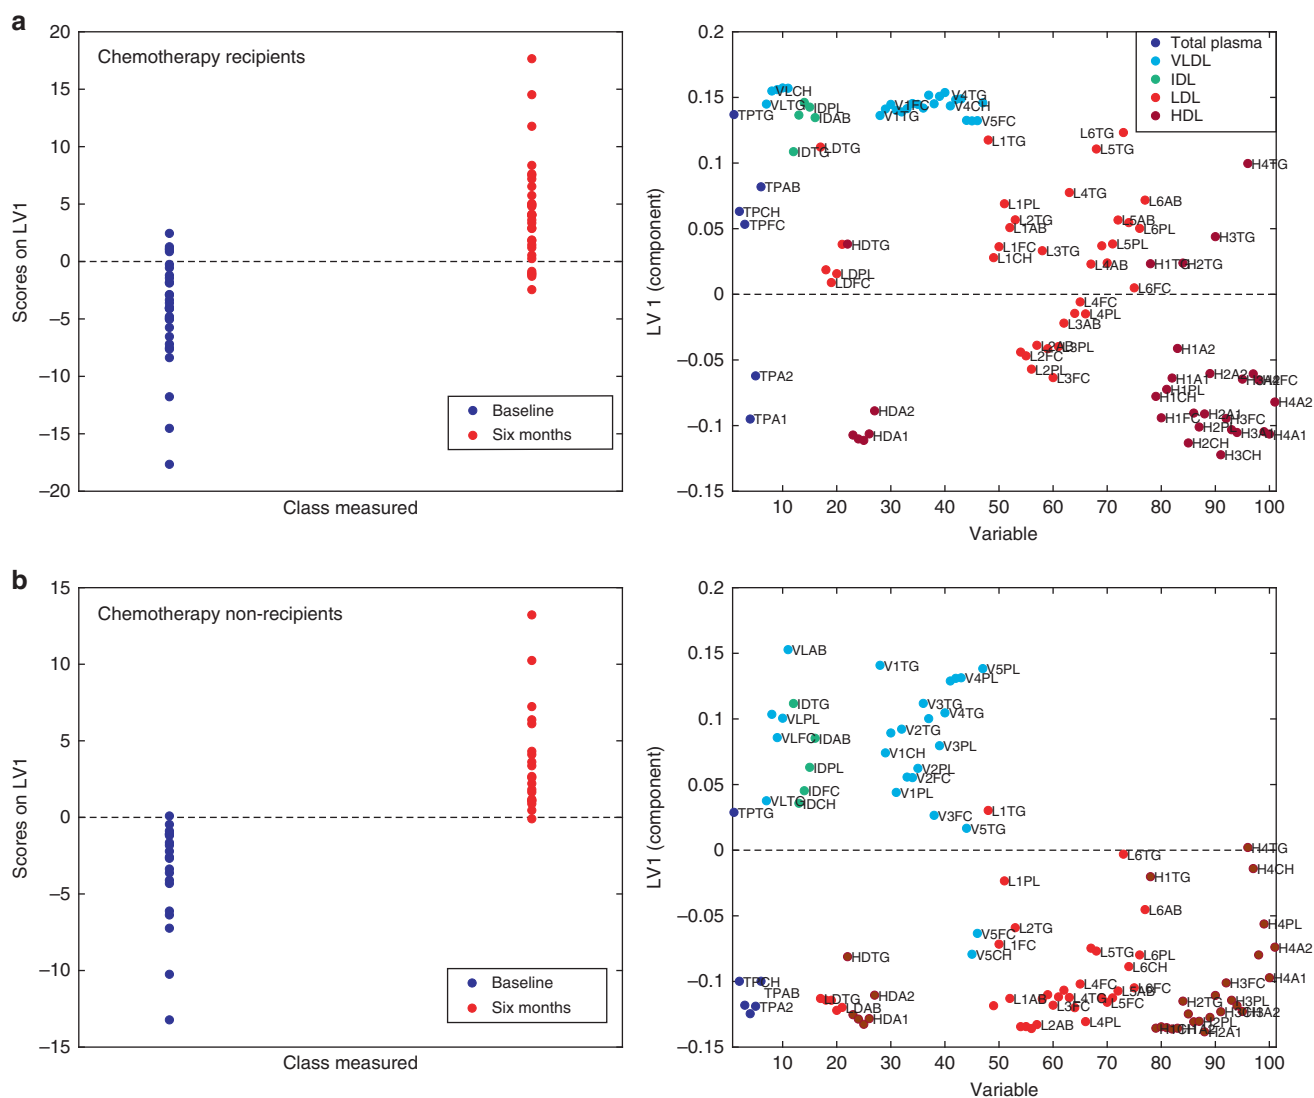 a
Chemotherapy recipients
Scores on LV1
20
15
10
5
0
–5
–10
–15
–20
Baseline
Six months
Class measured
LV 1 (component)
0.2
0.15
0.1
0.05
0
–0.05
–0.1
–0.15
Total plasma
VLDL
IDL
LDL
HDL
VLCH
VLTG
IDPL
TPTG
IDAB
V1FC
V1TG
V4TG
V4CH
V5FC
L1TG
L6TG
L5TG
IDTG
LDTG
H4TG
TPAB
TPCH
TPFC
L4TG
L6AB
L1PL
L2TG
L1AB
L5AB
L6PL
H3TG
HDTG
L1FC
L1CH
L3TG
L5PL
L4AB
H1TG
H2TG
LDPL
LDFC
L6FC
L4FC
L4PL
L3AB
L2AB
L3PL
L2FC
L2PL
L3FC
H1A2
TPA2
TPA1
H1A1
H2A2
H4FC
H1PL
H1CH
H4A2
HDA2
HDA1
H1FC
H2A1
H3FC
H2PL
H3A1
H4A1
H2CH
H3CH
10 20 30 40 50 60 70 80 90 100
Variable
b
Chemotherapy non-recipients
Scores on LV1
15
10
5
0
–5
–10
–15
Baseline
Six months
Class measured
LV1 (component)
0.2
0.15
0.1
0.05
0
–0.05
–0.1
–0.15
VLAB
V1TG
V5PL
V4PL
IDTG
V3TG
V4TG
VLPL
V2TG
VLFC
IDAB
V3PL
V1CH
IDPL
V2PL
V2FC
IDFC
V1PL
VLTG
IDCH
TPTG
L1TG
V3FC
V5TG
L6TG
H4TG
H4CH
H1TG
L1PL
L6AB
H4PL
L2TG
V5FC
L1FC
V5CH
H4A2
HDTG
L5TG
L6PL
L6CH
TPCH
TPAB
TPA2
H4A1
H3FC
L4FC
L6FC
L5AB
LDTG
HDA2
LDAB
HDA1
L1AB
L4TG
L3FC
L5FC
H2TG
H3PL
H3CH
H3A2
L2AB
L4PL
H2PL
H1CH
H1A2
H2A1
10 20 30 40 50 60 70 80 90 100
Variable